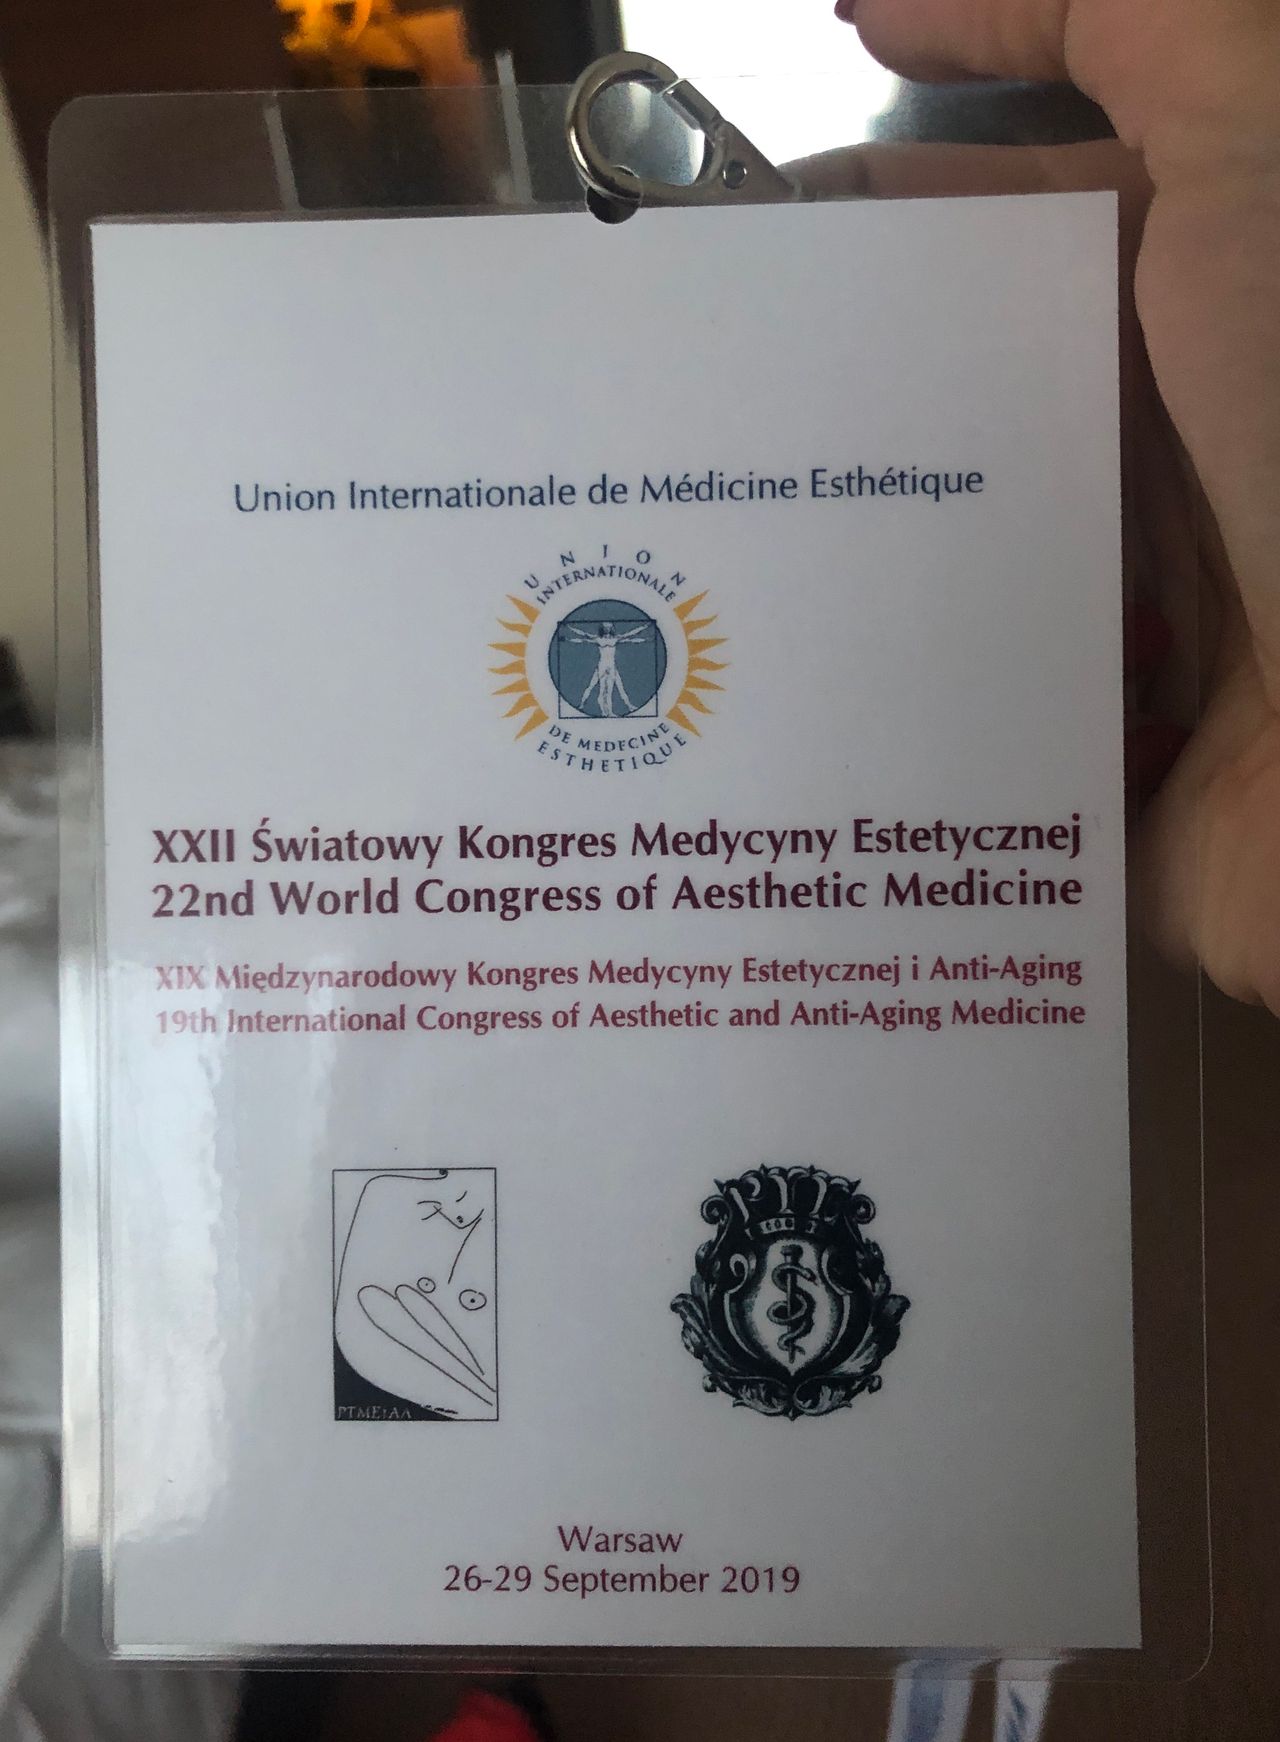 Union Internationale de Médicine Esthétique
UNION
INTERNATIONALE
DE MEDECINE
ESTHETIQUE
XXII Światowy Kongres Medycyny Estetycznej
22nd World Congress of Aesthetic Medicine
XIX Międzynarodowy Kongres Medycyny Estetycznej i Anti-Aging
19th International Congress of Aesthetic and Anti-Aging Medicine
PTMEiAA
PTL
Warsaw
26-29 September 2019